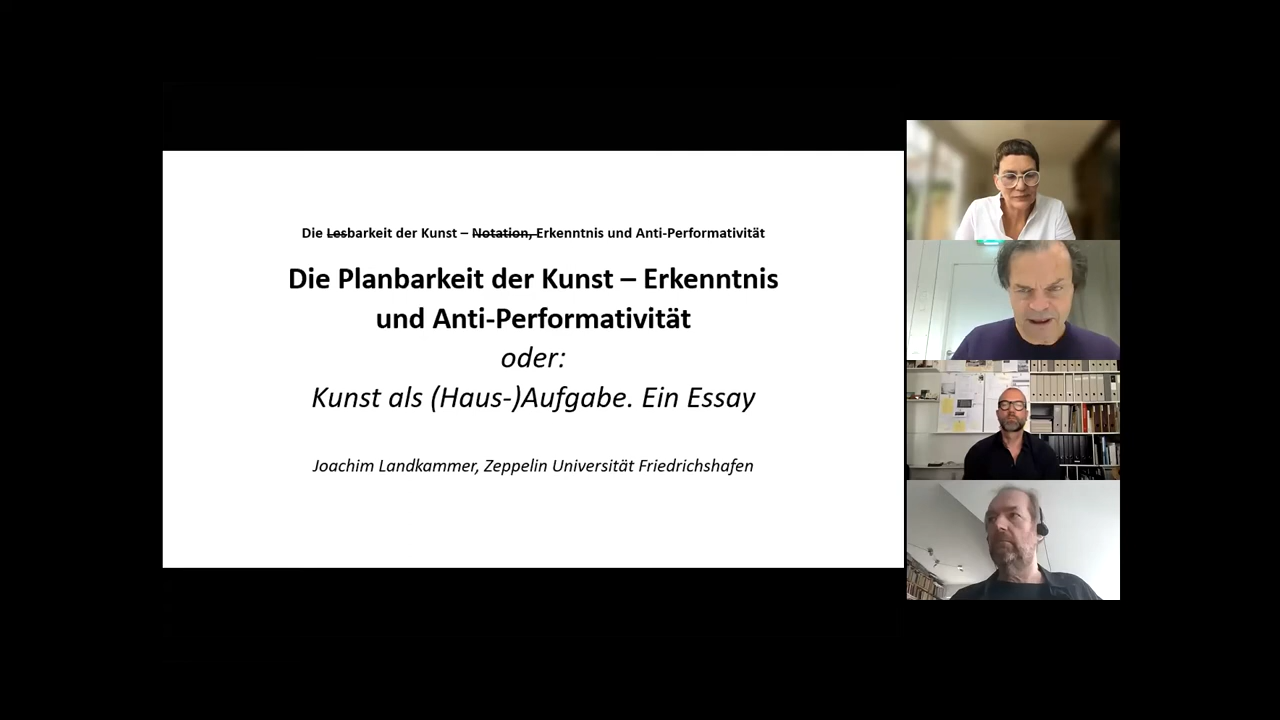 Die Lesbarkeit der Kunst – Notation, Erkenntnis und Anti-Performativität
Die Planbarkeit der Kunst – Erkenntnis
und Anti-Performativität
oder:
Kunst als (Haus-)Aufgabe. Ein Essay
Joachim Landkammer, Zeppelin Universität Friedrichshafen